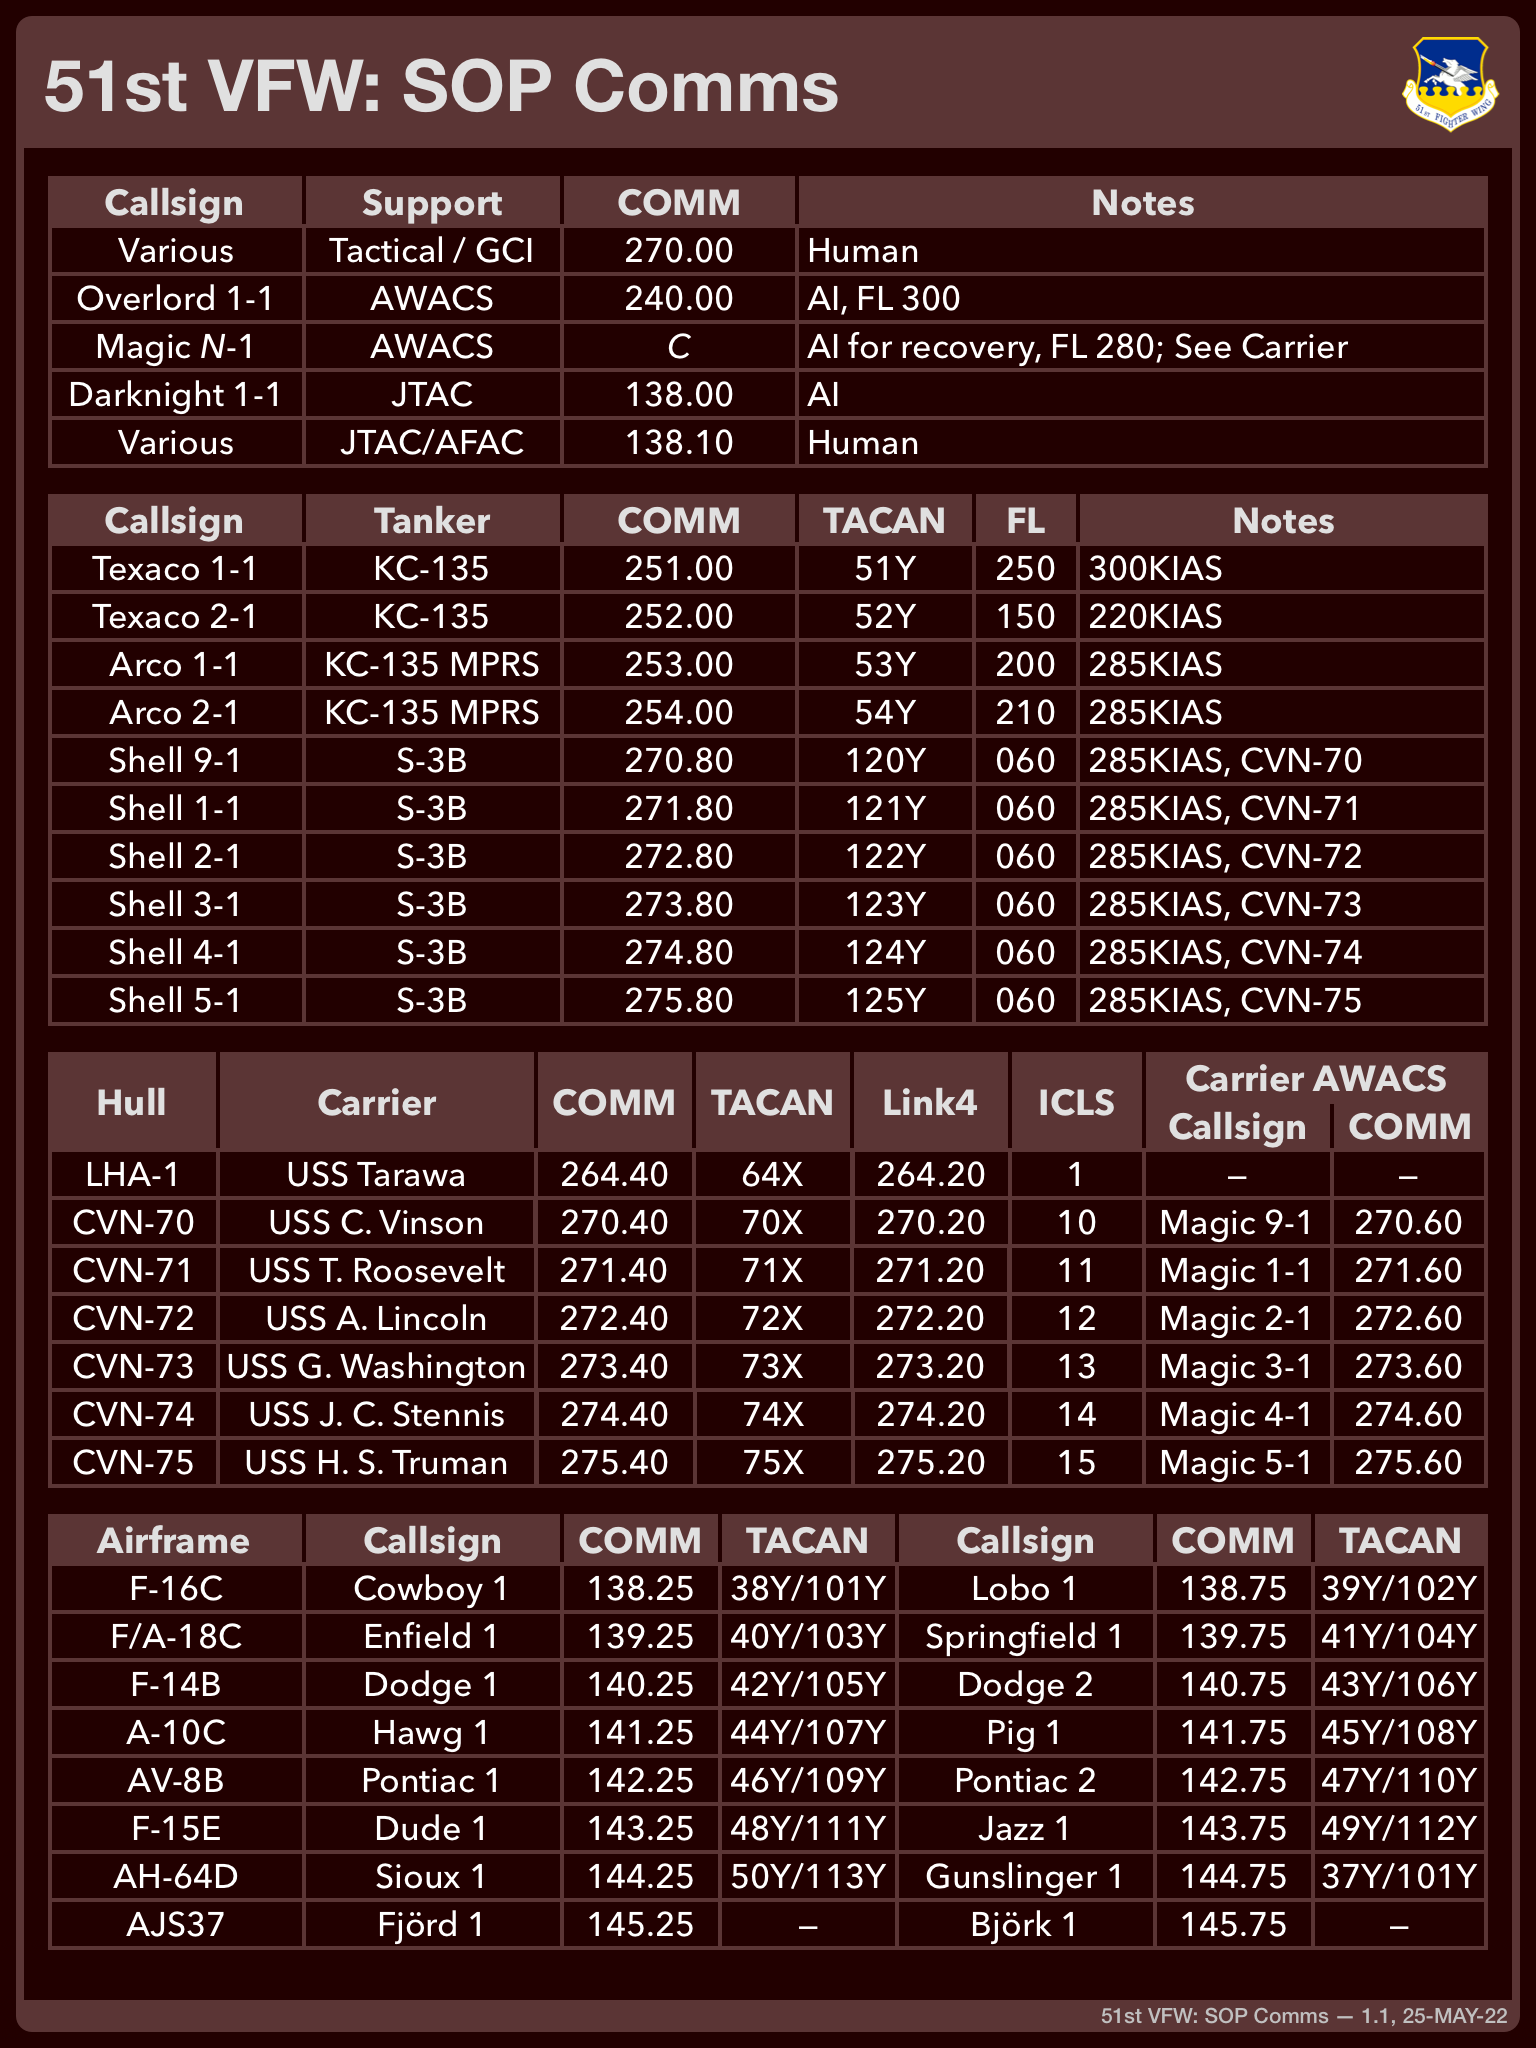 51st VFW: SOP Comms
51st FIGHTER WING
Callsign Support COMM Notes
Various Tactical / GCI 270.00 Human
Overlord 1-1 AWACS 240.00 AI, FL 300
Magic N-1 AWACS C AI for recovery, FL 280; See Carrier
Darknight 1-1 JTAC 138.00 AI
Various JTAC/AFAC 138.10 Human
Callsign Tanker COMM TACAN FL Notes
Texaco 1-1 KC-135 251.00 51Y 250 300KIAS
Texaco 2-1 KC-135 252.00 52Y 150 220KIAS
Arco 1-1 KC-135 MPRS 253.00 53Y 200 285KIAS
Arco 2-1 KC-135 MPRS 254.00 54Y 210 285KIAS
Shell 9-1 S-3B 270.80 120Y 060 285KIAS, CVN-70
Shell 1-1 S-3B 271.80 121Y 060 285KIAS, CVN-71
Shell 2-1 S-3B 272.80 122Y 060 285KIAS, CVN-72
Shell 3-1 S-3B 273.80 123Y 060 285KIAS, CVN-73
Shell 4-1 S-3B 274.80 124Y 060 285KIAS, CVN-74
Shell 5-1 S-3B 275.80 125Y 060 285KIAS, CVN-75
Hull Carrier COMM TACAN Link4 ICLS Carrier AWACS
Callsign COMM
LHA-1 USS Tarawa 264.40 64X 264.20 1 – –
CVN-70 USS C. Vinson 270.40 70X 270.20 10 Magic 9-1 270.60
CVN-71 USS T. Roosevelt 271.40 71X 271.20 11 Magic 1-1 271.60
CVN-72 USS A. Lincoln 272.40 72X 272.20 12 Magic 2-1 272.60
CVN-73 USS G. Washington 273.40 73X 273.20 13 Magic 3-1 273.60
CVN-74 USS J. C. Stennis 274.40 74X 274.20 14 Magic 4-1 274.60
CVN-75 USS H. S. Truman 275.40 75X 275.20 15 Magic 5-1 275.60
Airframe Callsign COMM TACAN Callsign COMM TACAN
F-16C Cowboy 1 138.25 38Y/101Y Lobo 1 138.75 39Y/102Y
F/A-18C Enfield 1 139.25 40Y/103Y Springfield 1 139.75 41Y/104Y
F-14B Dodge 1 140.25 42Y/105Y Dodge 2 140.75 43Y/106Y
A-10C Hawg 1 141.25 44Y/107Y Pig 1 141.75 45Y/108Y
AV-8B Pontiac 1 142.25 46Y/109Y Pontiac 2 142.75 47Y/110Y
F-15E Dude 1 143.25 48Y/111Y Jazz 1 143.75 49Y/112Y
AH-64D Sioux 1 144.25 50Y/113Y Gunslinger 1 144.75 37Y/101Y
AJS37 Fjörd 1 145.25 – Björk 1 145.75 –
51st VFW: SOP Comms — 1.1, 25-MAY-22